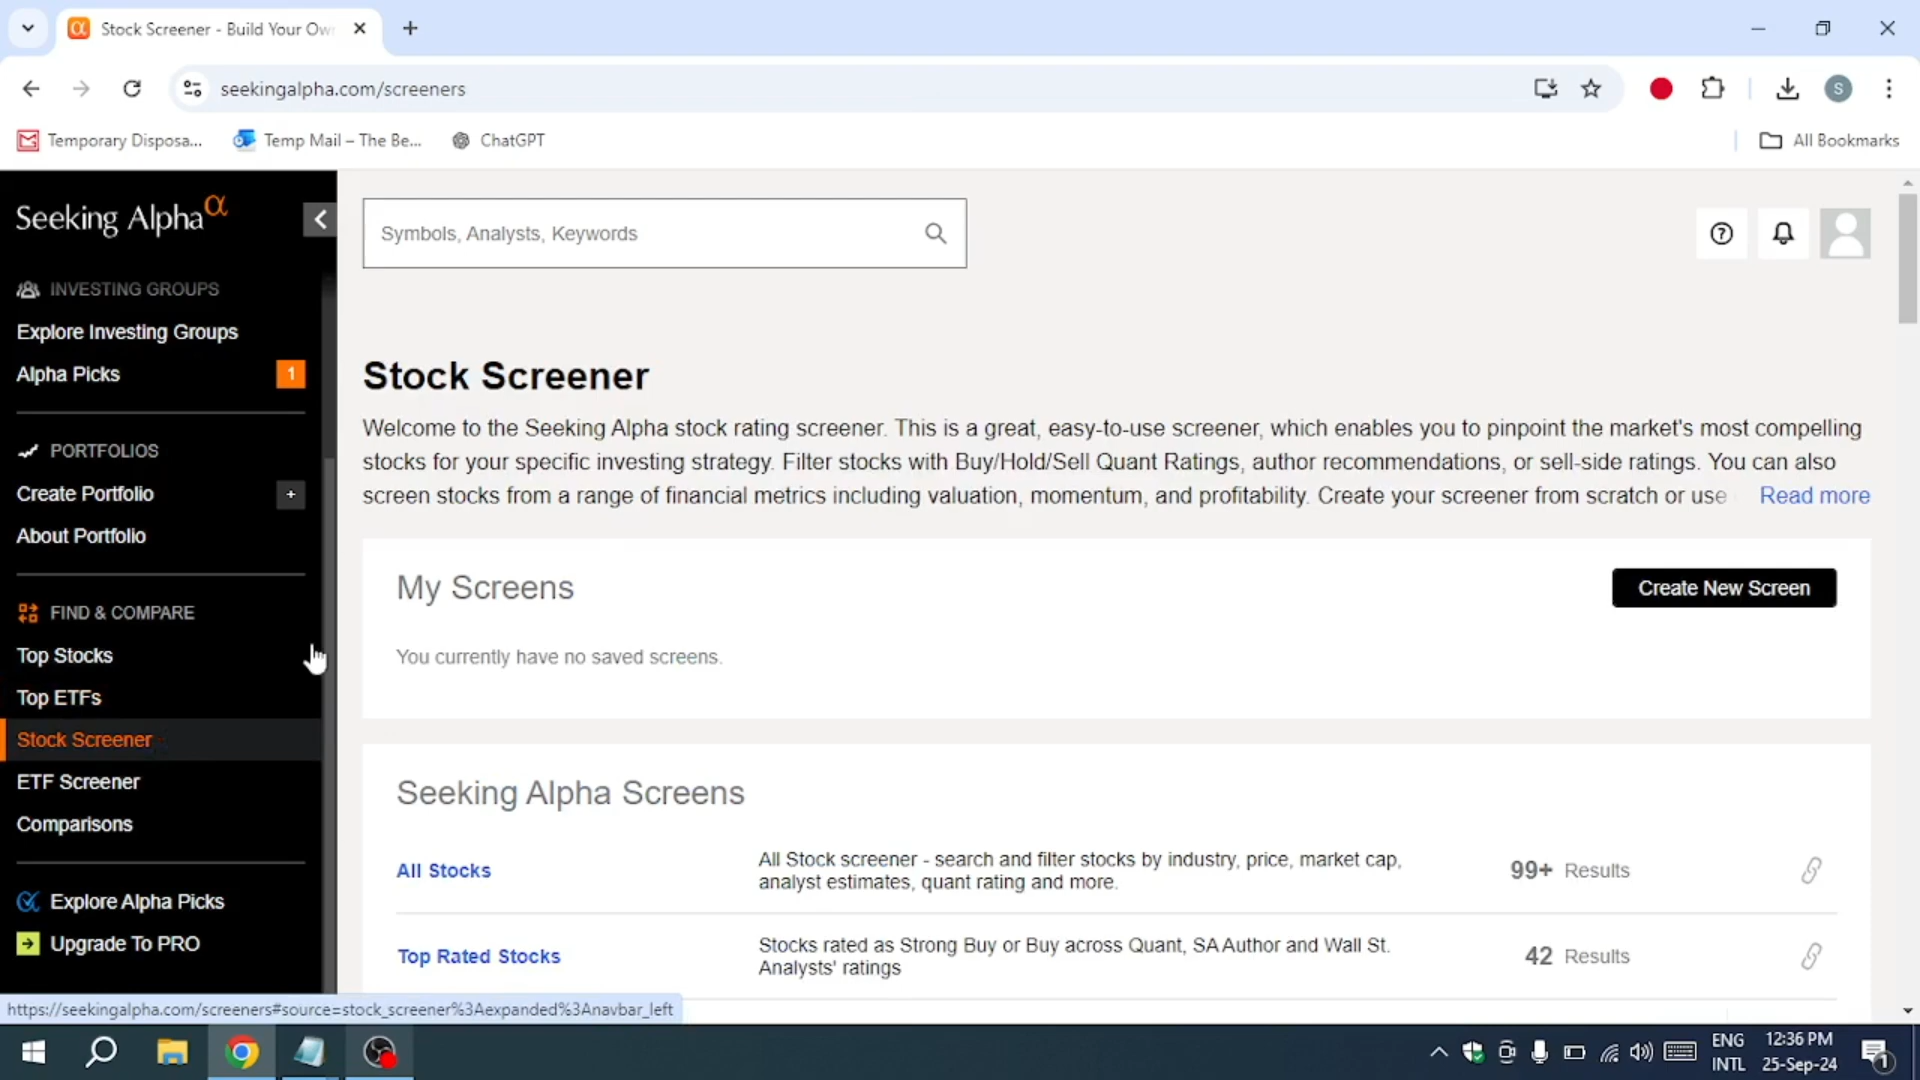 Stock Screener - Build Your Ow
seekingalpha.com/screeners
S
Temporary Disposa...
Temp Mail – The Be...
ChatGPT
All Bookmarks
Seeking Alpha α
Symbols, Analysts, Keywords
INVESTING GROUPS
Explore Investing Groups
Alpha Picks 1
PORTFOLIOS
Create Portfolio +
About Portfolio
FIND & COMPARE
Top Stocks
Top ETFs
Stock Screener
ETF Screener
Comparisons
Explore Alpha Picks
Upgrade To PRO
Stock Screener
Welcome to the Seeking Alpha stock rating screener. This is a great, easy-to-use screener, which enables you to pinpoint the market's most compelling
stocks for your specific investing strategy. Filter stocks with Buy/Hold/Sell Quant Ratings, author recommendations, or sell-side ratings. You can also
screen stocks from a range of financial metrics including valuation, momentum, and profitability. Create your screener from scratch or use Read more
My Screens
Create New Screen
You currently have no saved screens.
Seeking Alpha Screens
All Stocks
All Stock screener - search and filter stocks by industry, price, market cap,
analyst estimates, quant rating and more.
99+ Results
Top Rated Stocks
Stocks rated as Strong Buy or Buy across Quant, SA Author and Wall St.
Analysts' ratings
42 Results
https://seekingalpha.com/screeners#source=stock_screener%3Aexpanded%3Anavbar_left
ENG
INTL
12:36 PM
25-Sep-24
1